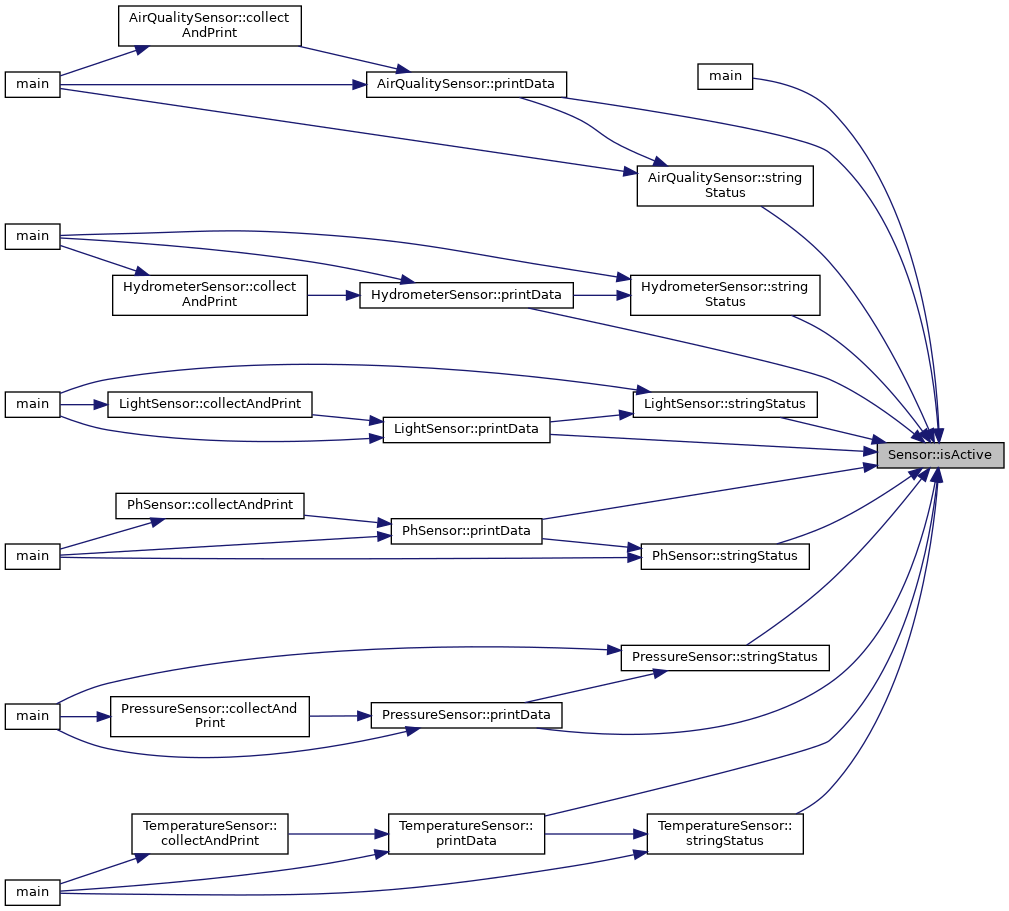 AirQualitySensor::collect
AndPrint
main
AirQualitySensor::printData
main
AirQualitySensor::string
Status
main
HydrometerSensor::collect
AndPrint
HydrometerSensor::printData
HydrometerSensor::string
Status
main
LightSensor::collectAndPrint
LightSensor::printData
LightSensor::stringStatus
Sensor::isActive
PhSensor::collectAndPrint
main
PhSensor::printData
PhSensor::stringStatus
PressureSensor::stringStatus
main
PressureSensor::collectAnd
Print
PressureSensor::printData
TemperatureSensor::
collectAndPrint
TemperatureSensor::
printData
TemperatureSensor::
stringStatus
main